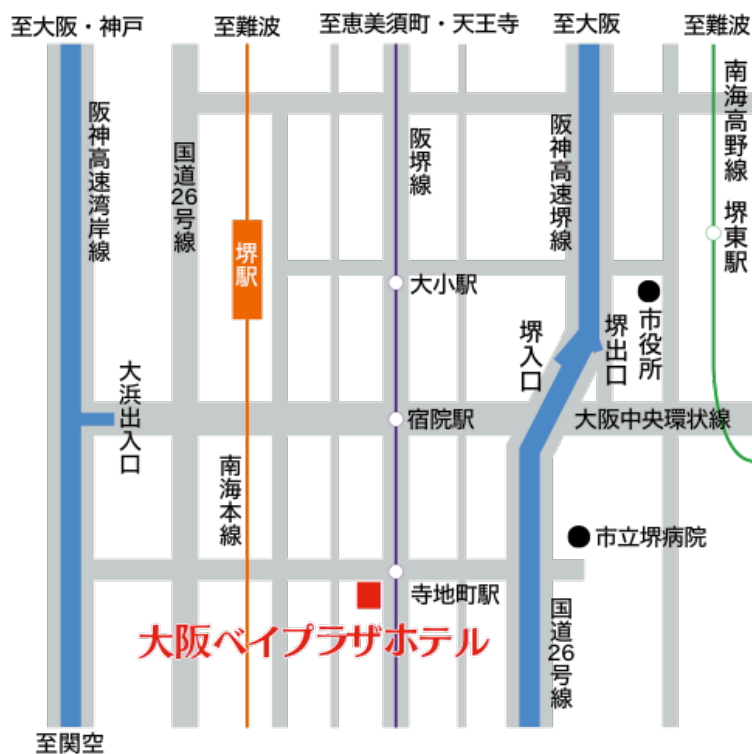 至大阪・神戸
至難波
至恵美須町・天王寺
至大阪
至難波
南海高野線
堺東駅
阪神高速湾岸線
国道26号線
堺駅
阪堺線
阪神高速堺線
大小駅
市役所
堺入口
堺出口
大浜出入口
宿院駅
大阪中央環状線
南海本線
市立堺病院
寺地町駅
大阪ベイプラザホテル
国道26号線
至関空